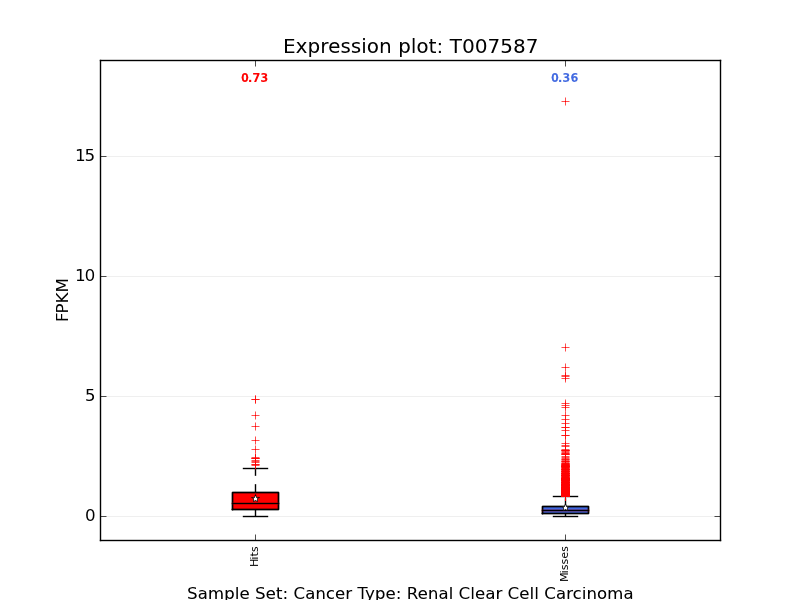 Expression plot: T007587
0.73
0.36
15
10
5
0
FPKM
Hits
Misses
Sample Set: Cancer Type: Renal Clear Cell Carcinoma